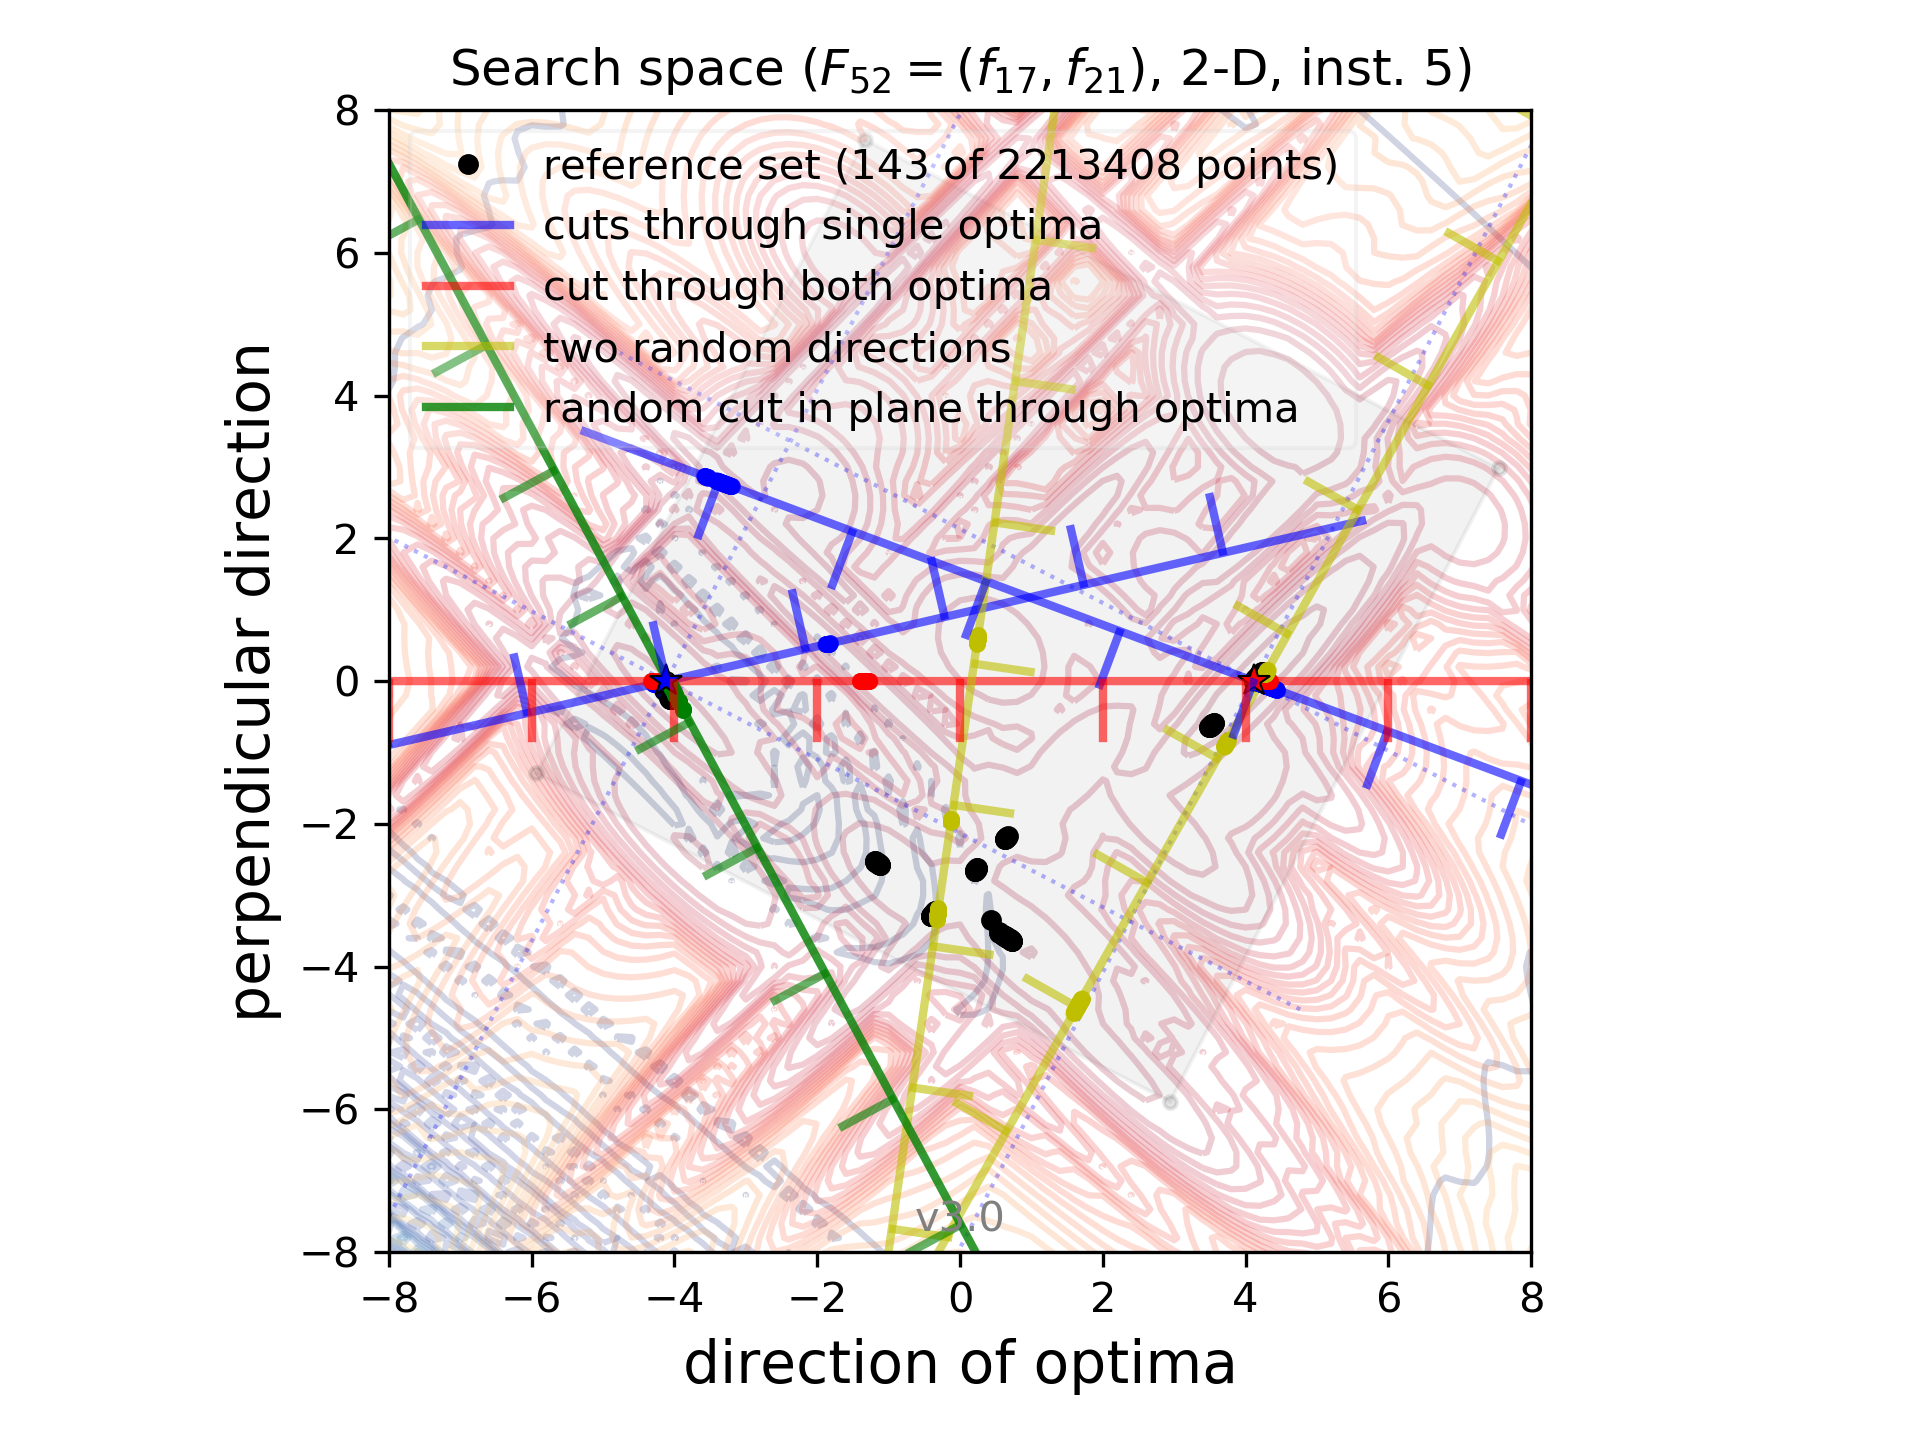 Search space (F52 = (f17, f21), 2-D, inst. 5)
8
6
4
2
0
−2
−4
−6
−8
perpendicular direction
reference set (143 of 2213408 points)
cuts through single optima
cut through both optima
two random directions
random cut in plane through optima
v3.0
−8 −6 −4 −2 0 2 4 6 8
direction of optima